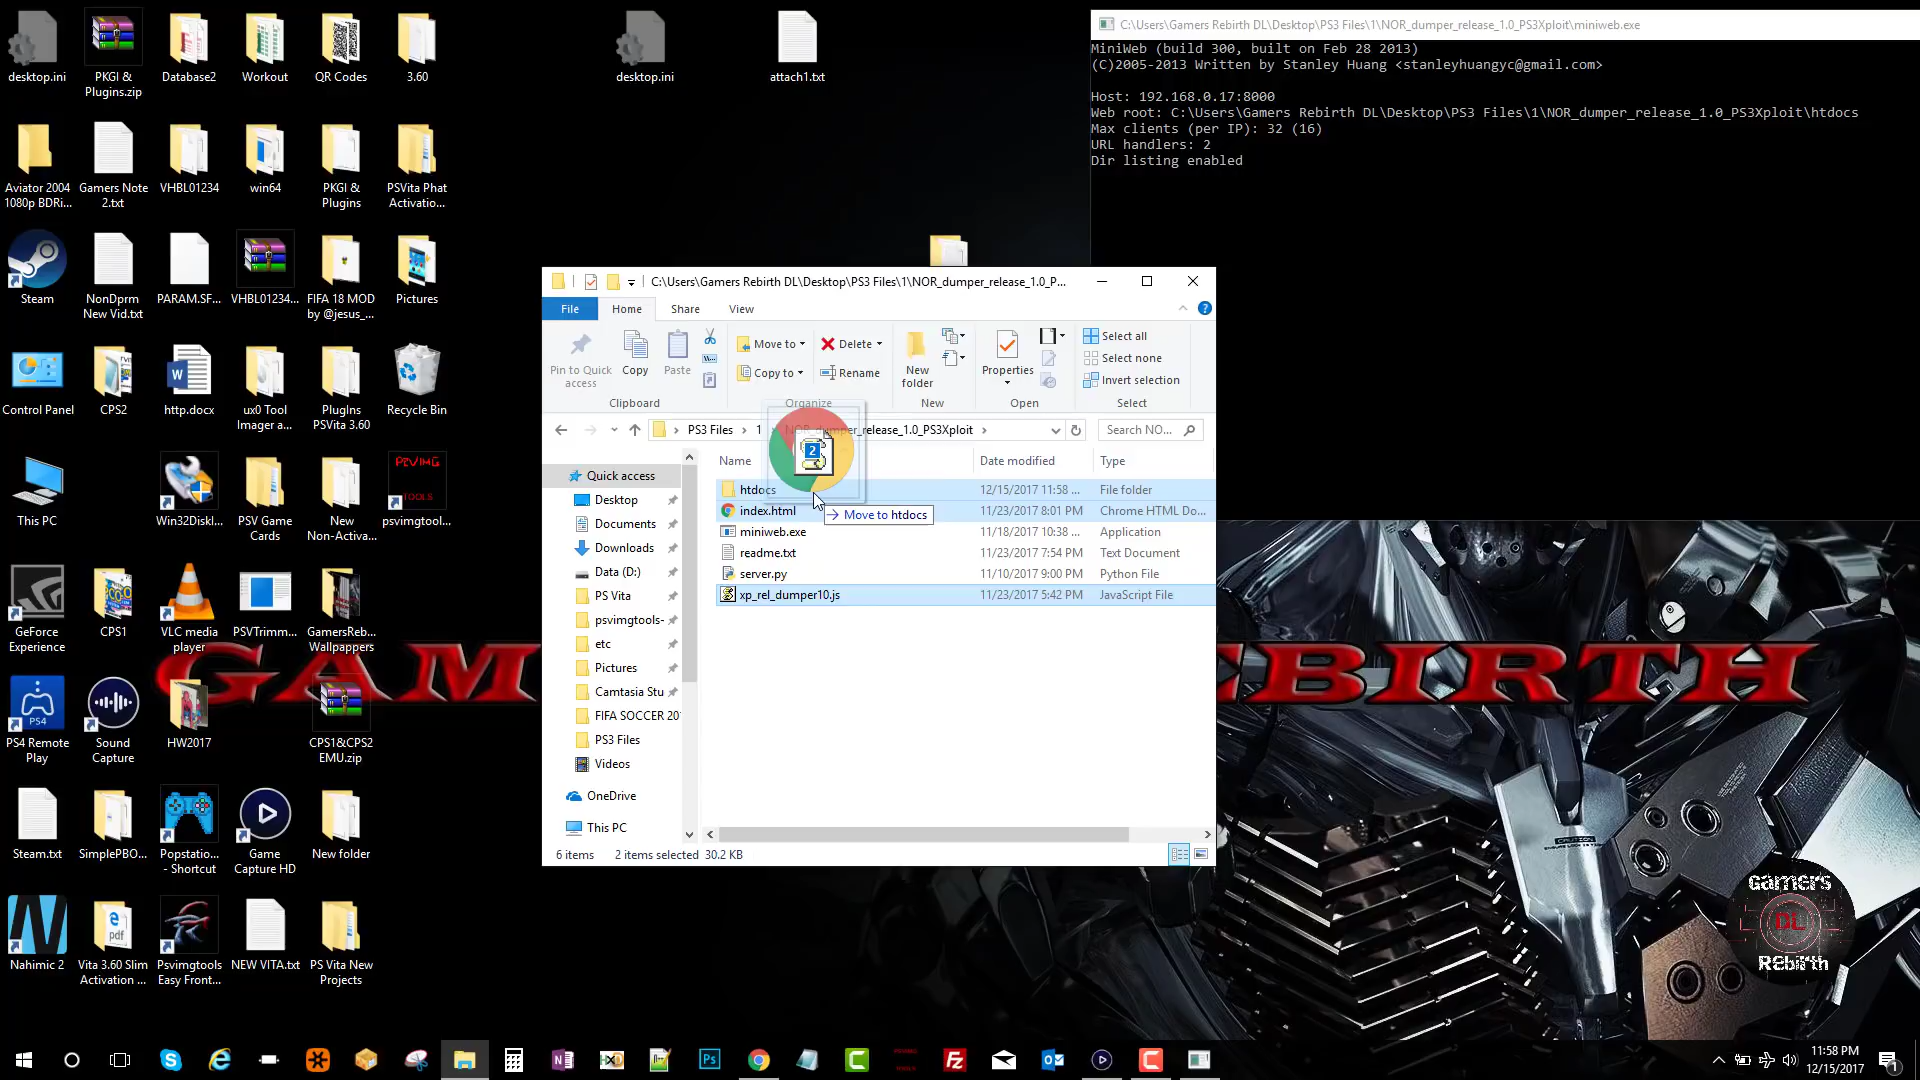 desktop.ini
PKGI &
Plugins.zip
Database2
Workout
QR Codes
3.60
desktop.ini
attach1.txt
Aviator 2004
1080p BDRi...
Gamers Note
2.txt
VHBL01234
win64
PKGI &
Plugins
PSVita Phat
Activatio...
Steam
NonDprm
New Vid.txt
PARAM.SF...
VHBL01234...
FIFA 18 MOD
by @jesus_...
Pictures
Control Panel
CPS2
http.docx
ux0 Tool
Imager a...
PlugIns
PSVita 3.60
Recycle Bin
This PC
Win32Diskl...
PSV Game
Cards
New
Non-Activa...
PSVIMG
TOOLS
psvimgtool...
GeForce
Experience
CPS1
VLC media
player
PSVTrimm...
GamersReb...
Wallpappers
PS4 Remote
Play
Sound
Capture
HW2017
CPS1&CPS2
EMU.zip
Steam.txt
SimplePBO...
Popstatio...
- Shortcut
Game
Capture HD
New folder
Nahimic 2
Vita 3.60 Slim
Activation ...
Psvimgtools
Easy Front...
NEW VITA.txt
PS Vita New
Projects
C:\Users\Gamers Rebirth DL\Desktop\PS3 Files\1\NOR_dumper_release_1.0_PS3Xploit\miniweb.exe
MiniWeb (build 300, built on Feb 28 2013)
(C)2005-2013 Written by Stanley Huang <stanleyhuangyc@gmail.com>
Host: 192.168.0.17:8000
Web root: C:\Users\Gamers Rebirth DL\Desktop\PS3 Files\1\NOR_dumper_release_1.0_PS3Xploit\htdocs
Max clients (per IP): 32 (16)
URL handlers: 2
Dir listing enabled
C:\Users\Gamers Rebirth DL\Desktop\PS3 Files\1\NOR_dumper_release_1.0_P...
File
Home
Share
View
Pin to Quick
access
Copy
Paste
Clipboard
Move to
Copy to
Delete
Rename
Organize
New
folder
New
Properties
Open
Select all
Select none
Invert selection
Select
PS3 Files
1
NOR_dumper_release_1.0_PS3Xploit
Search NO...
Name
Date modified
Type
htdocs 12/15/2017 11:58 ... File folder
index.html 11/23/2017 8:01 PM Chrome HTML Do...
miniweb.exe 11/18/2017 10:38 ... Application
readme.txt 11/23/2017 7:54 PM Text Document
server.py 11/10/2017 9:00 PM Python File
xp_rel_dumper10.js 11/23/2017 5:42 PM JavaScript File
2
Move to htdocs
Quick access
Desktop
Documents
Downloads
Data (D:)
PS Vita
psvimgtools-
etc
Pictures
Camtasia Stu
FIFA SOCCER 20
PS3 Files
Videos
OneDrive
This PC
6 items
2 items selected 30.2 KB
GAM
EBIRTH
Gamers
DL
REbirth
11:58 PM
12/15/2017
1